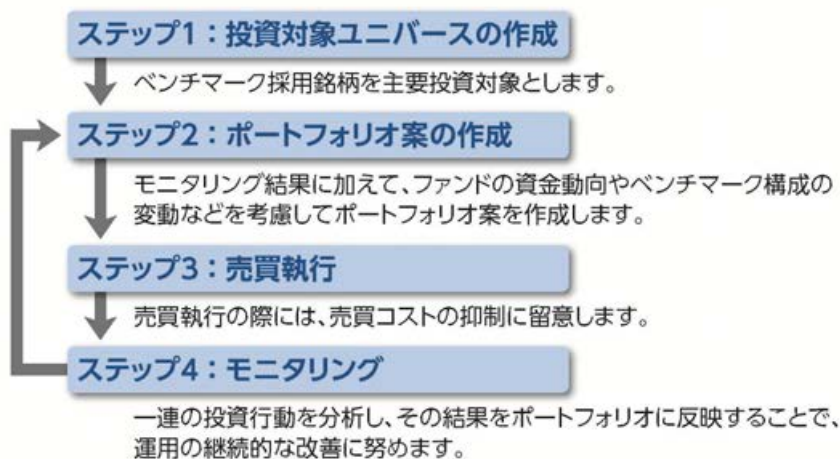 ステップ1：投資対象ユニバースの作成
ベンチマーク採用銘柄を主要投資対象とします。
ステップ2：ポートフォリオ案の作成
モニタリング結果に加えて、ファンドの資金動向やベンチマーク構成の
変動などを考慮してポートフォリオ案を作成します。
ステップ3：売買執行
売買執行の際には、売買コストの抑制に留意します。
ステップ4：モニタリング
一連の投資行動を分析し、その結果をポートフォリオに反映することで、
運用の継続的な改善に努めます。